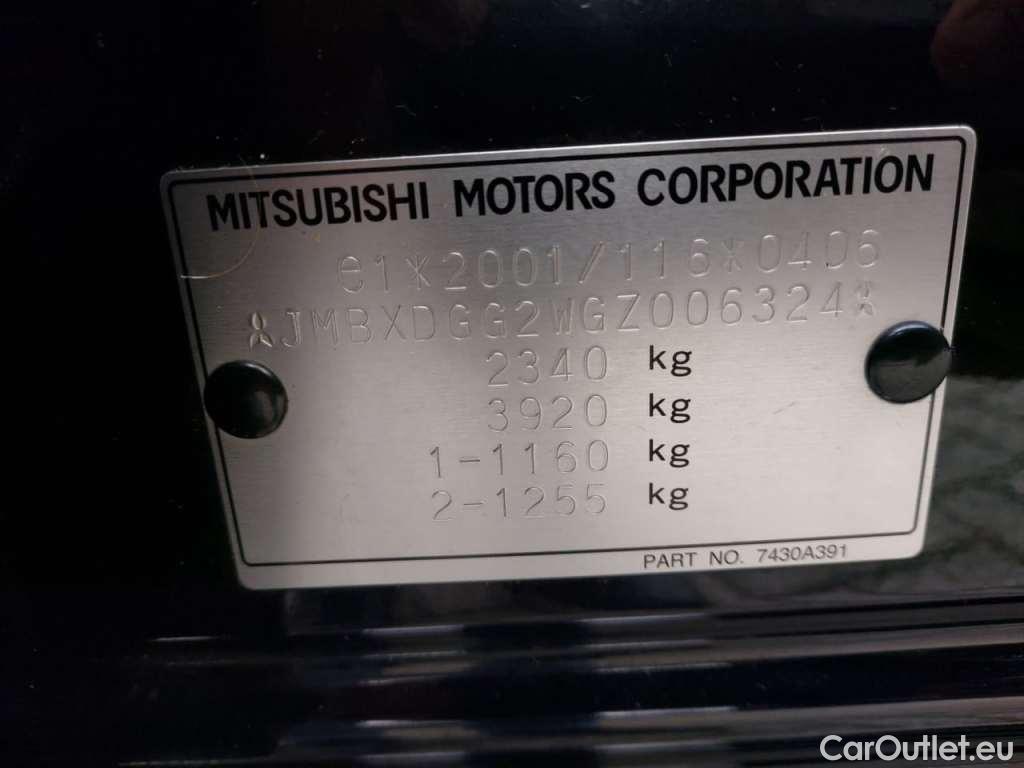 MITSUBISHI MOTORS CORPORATION
e1*2001/116*0406
*JMBXDGG2WGZ006324*
2340 kg
3920 kg
1-1160 kg
2-1255 kg
PART NO. 7430A391
CarOutlet.eu